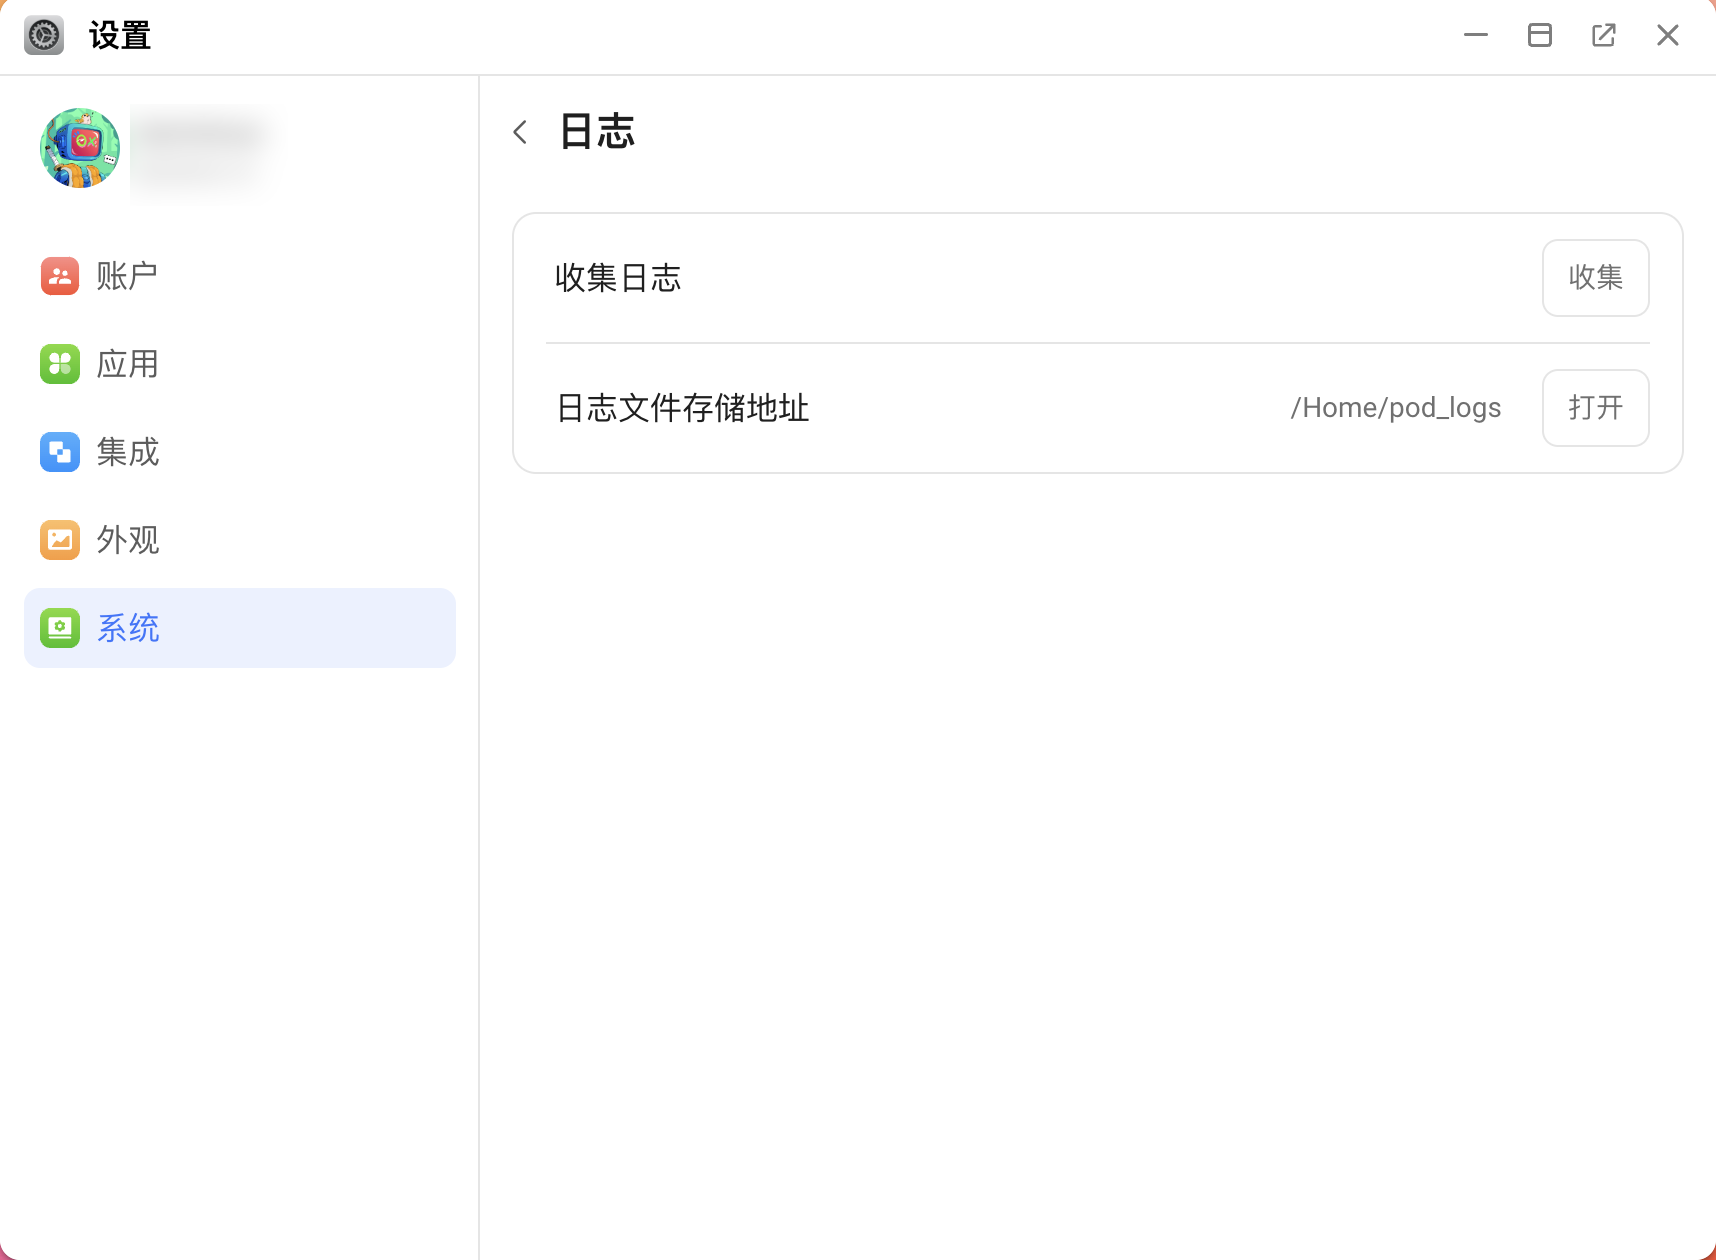 设置
账户
应用
集成
外观
系统
日志
收集日志
收集
日志文件存储地址
/Home/pod_logs
打开